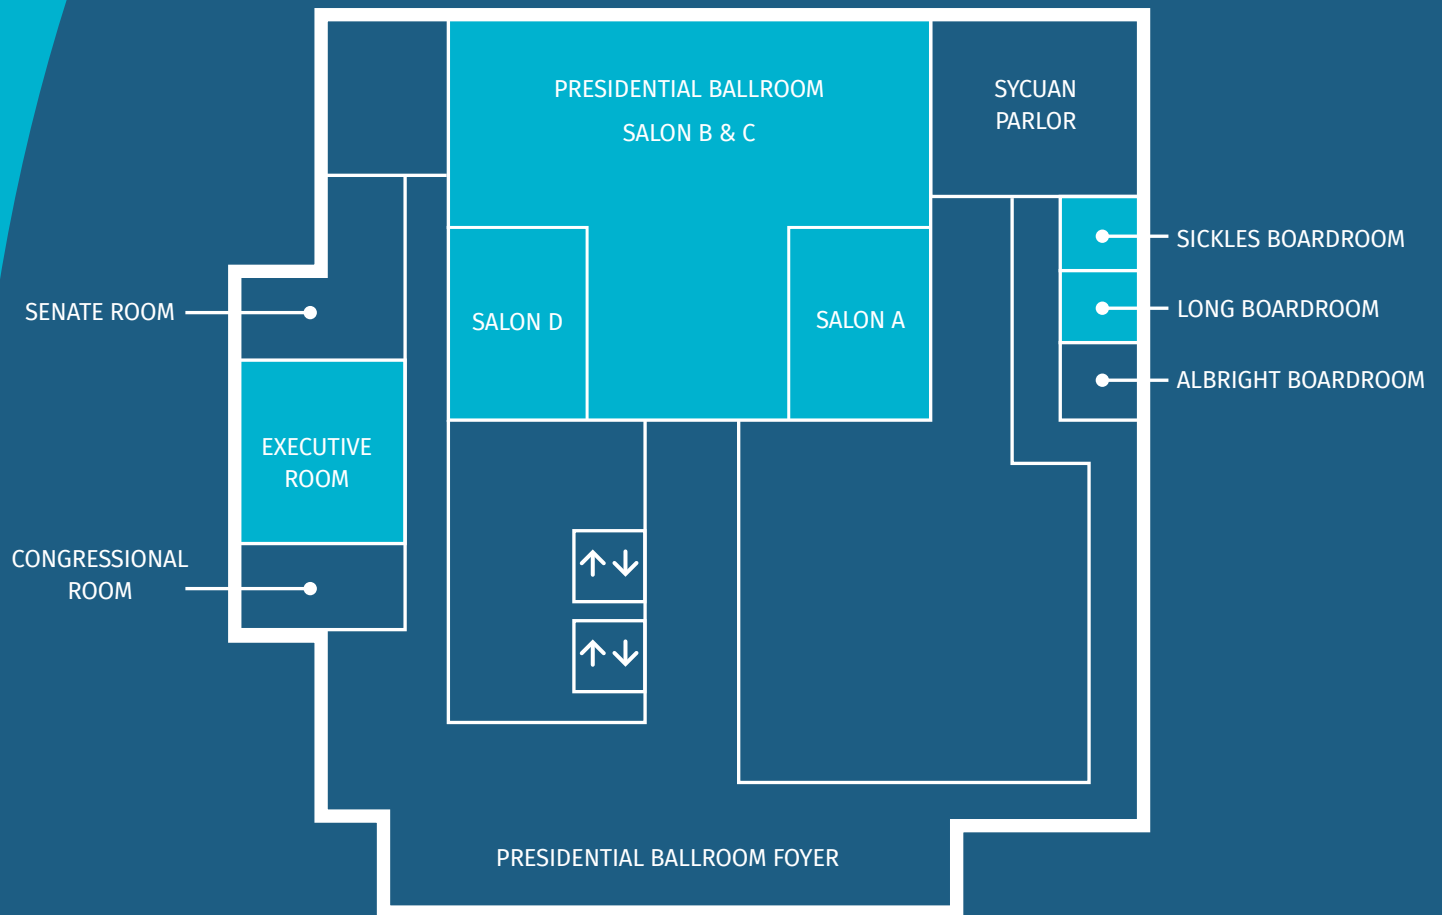 PRESIDENTIAL BALLROOM
SALON B & C
SYCUAN
PARLOR
SICKLES BOARDROOM
SENATE ROOM
LONG BOARDROOM
SALON D
SALON A
ALBRIGHT BOARDROOM
EXECUTIVE
ROOM
CONGRESSIONAL
ROOM
PRESIDENTIAL BALLROOM FOYER